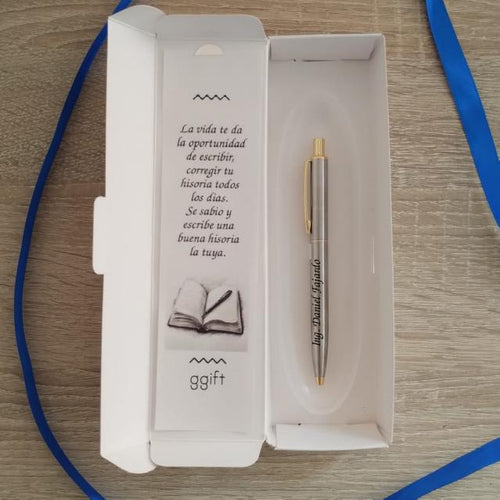 La vida te da
la oportunidad
de escribir,
corregir tu
hisoria todos
los dias.
Se sabio y
escribe una
buena hisoria
la tuya.
ggift
Ing. Daniel Fajardo